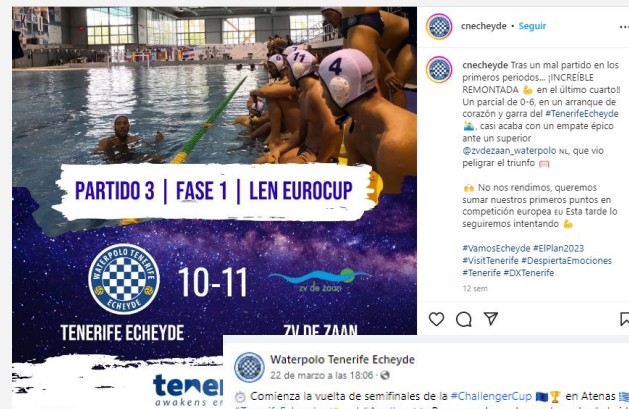 4
7
11
PARTIDO 3 | FASE 1 | LEN EUROCUP
WATERPOLO TENERIFE
ECHEYDE
10-11
zv de zaan
TENERIFE ECHEYDE
ZV DE ZAAN
awakens
cnecheyde • Seguir
cnecheyde Tras un mal partido en los
primeros periodos... ¡INCREÍBLE
REMONTADA 💪 en el último cuarto!!
Un parcial de 0-6, en un arranque de
corazón y garra del #TenerifeEcheyde
🤽‍♂️, casi acaba con un empate épico
ante un superior
@zvdezaan_waterpolo NL, que vio
peligrar el triunfo
🙌 No nos rendimos, queremos
sumar nuestros primeros puntos en
competición europea EU Esta tarde lo
seguiremos intentando 💪
#VamosEcheyde #ElPlan2023
#VisitTenerife #DespiertaEmociones
#Tenerife #DXTenerife
12 sem
Waterpolo Tenerife Echeyde
22 de marzo a las 18:06 ·
⏱ Comienza la vuelta de semifinales de la #ChallengerCup 🇪🇺🏆 en Atenas 🇬🇷